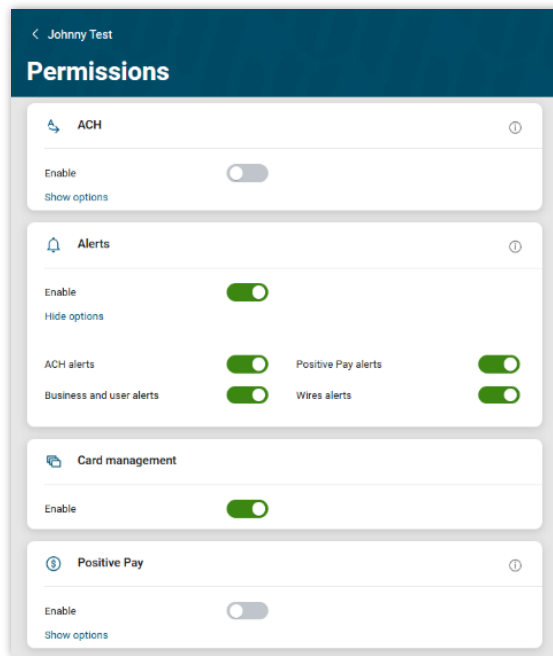 Johnny Test
Permissions
ACH
Enable
Show options
Alerts
Enable
Hide options
ACH alerts Positive Pay alerts
Business and user alerts Wires alerts
Card management
Enable
Positive Pay
Enable
Show options